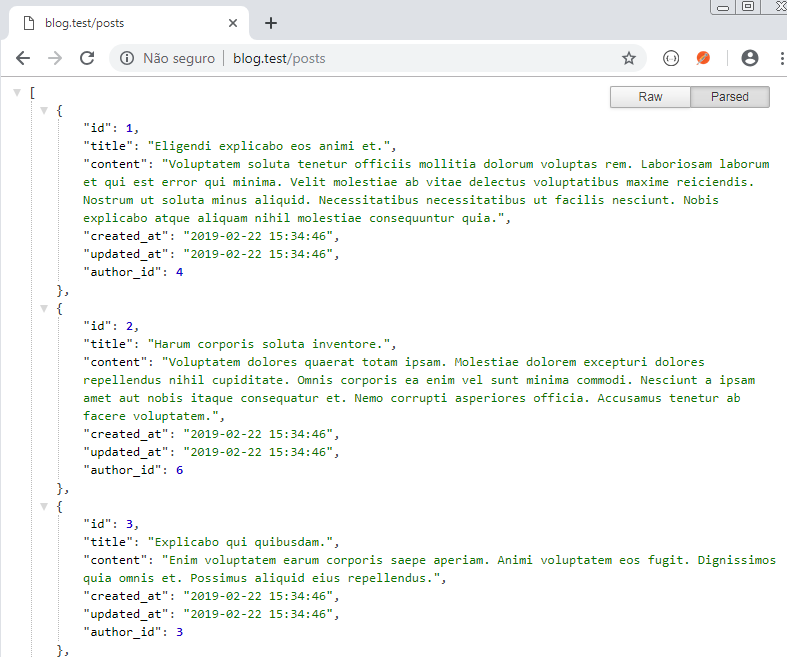 blog.test/posts
Não seguro
blog.test/posts
Raw
Parsed
[
{
"id": 1,
"title": "Eligendi explicabo eos animi et.",
"content": "Voluptatem soluta tenetur officiis mollitia dolorum voluptas rem. Laboriosam laborum
et qui est error qui minima. Velit molestiae ab vitae delectus voluptatibus maxime reiciendis.
Nostrum ut soluta minus aliquid. Necessitatibus necessitatibus ut facilis nesciunt. Nobis
explicabo atque aliquam nihil molestiae consequuntur quia.",
"created_at": "2019-02-22 15:34:46",
"updated_at": "2019-02-22 15:34:46",
"author_id": 4
},
{
"id": 2,
"title": "Harum corporis soluta inventore.",
"content": "Voluptatem dolores quaerat totam ipsam. Molestiae dolorem excepturi dolores
repellendus nihil cupiditate. Omnis corporis ea enim vel sunt minima commodi. Nesciunt a ipsam
amet aut nobis itaque consequatur et. Nemo corrupti asperiores officia. Accusamus tenetur ab
facere voluptatem.",
"created_at": "2019-02-22 15:34:46",
"updated_at": "2019-02-22 15:34:46",
"author_id": 6
},
{
"id": 3,
"title": "Explicabo qui quibusdam.",
"content": "Enim voluptatem earum corporis saepe aperiam. Animi voluptatem eos fugit. Dignissimos
quia omnis et. Possimus aliquid eius repellendus.",
"created_at": "2019-02-22 15:34:46",
"updated_at": "2019-02-22 15:34:46",
"author_id": 3
},